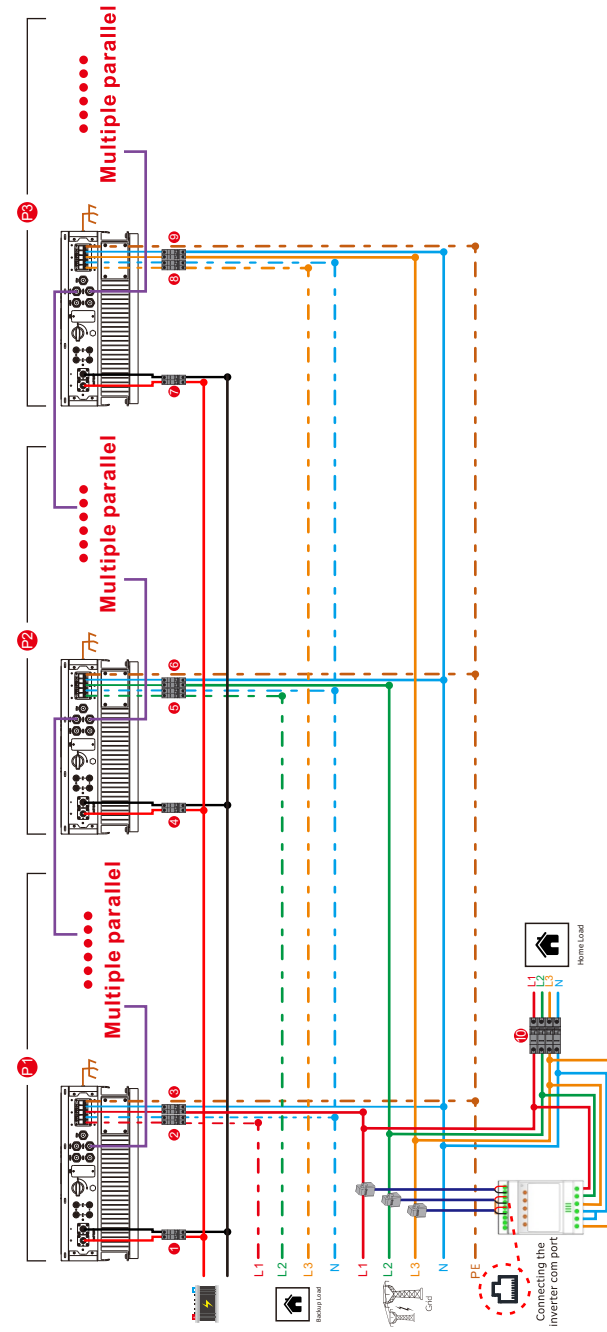 P1
P2
P3
Multiple parallel
Multiple parallel
Multiple parallel
1
2
3
4
5
6
7
8
9
L1
L2
L3
N
Backup Load
L1
L2
L3
N
PE
Grid
10
L1
L2
L3
N
Home Load
Connecting the
inverter com port